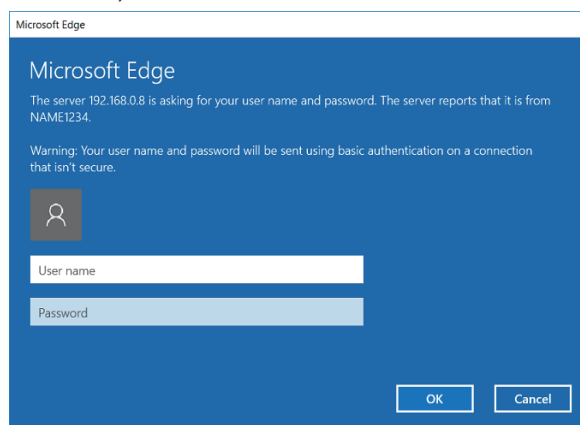 Microsoft Edge
Microsoft Edge
The server 192.168.0.8 is asking for your user name and password. The server reports that it is from
NAME1234.
Warning: Your user name and password will be sent using basic authentication on a connection
that isn't secure.
User name
Password
OK Cancel